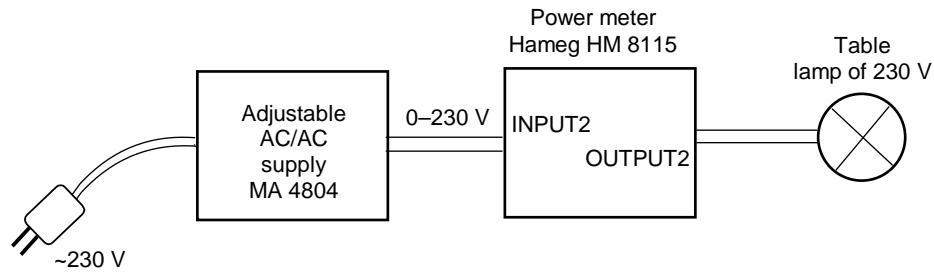 Power meter
Hameg HM 8115
Table
lamp of 230 V
Adjustable
AC/AC
supply
MA 4804
0–230 V
INPUT2
OUTPUT2
~230 V